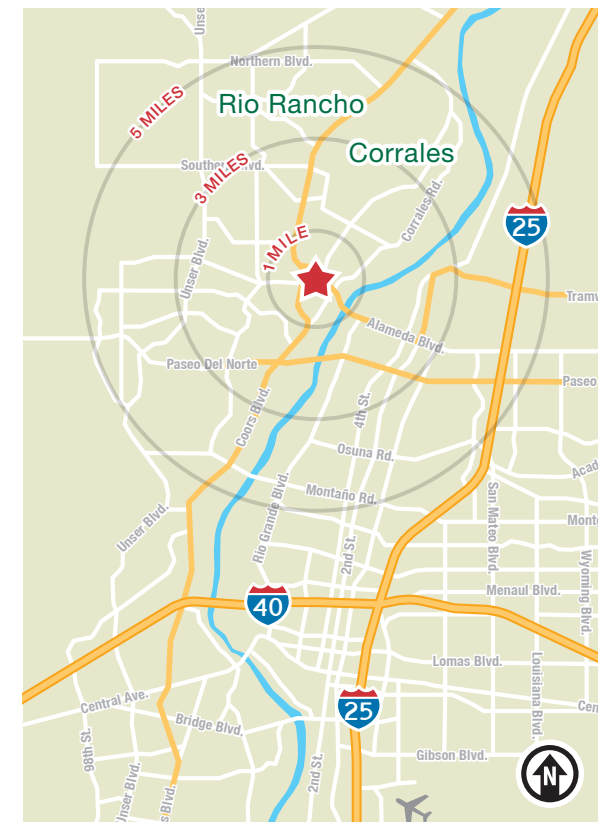 Unse
Northern Blvd.
5 MILES
Rio Rancho
Corrales
Southern Blvd.
3 MILES
Corrales Rd.
25
1 MILE
Unser Blvd.
Tramw
Alameda Blvd.
Paseo Del Norte
Paseo
Coors Blvd.
4th St.
Osuna Rd.
Acad
Montaño Rd.
Rio Grande Blvd.
San Mateo Blvd.
Unser Blvd.
Mont
2nd St.
Wyoming Blvd.
Menaul Blvd.
40
Lomas Blvd.
Louisiana Blvd.
Central Ave.
Cen
25
Bridge Blvd.
98th St.
Gibson Blvd.
2nd St.
Unser Blvd.
s Blvd.
N